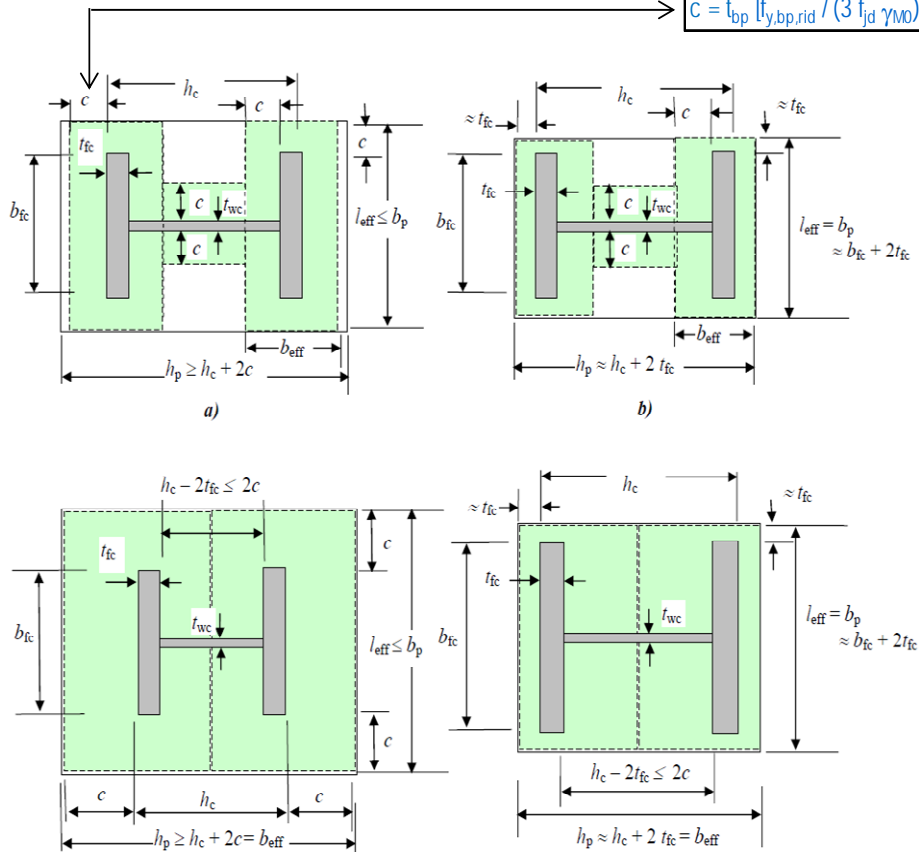 c = t_bp [f_y,bp,rid / (3 f_jd γ_M0)
c
h_c
c
c
t_fc
b_fc
c
t_wc
c
l_eff ≤ b_p
b_eff
h_p ≥ h_c + 2c
a)
h_c
≈ t_fc
c
≈ t_fc
t_fc
b_fc
c
t_wc
c
l_eff = b_p
≈ b_fc + 2t_fc
b_eff
h_p ≈ h_c + 2 t_fc
b)
h_c − 2t_fc ≤ 2c
c
t_fc
b_fc
t_wc
l_eff ≤ b_p
c
c
h_c
c
h_p ≥ h_c + 2c = b_eff
h_c
≈ t_fc
≈ t_fc
t_fc
b_fc
t_wc
l_eff = b_p
≈ b_fc + 2t_fc
h_c − 2t_fc ≤ 2c
h_p ≈ h_c + 2 t_fc = b_eff